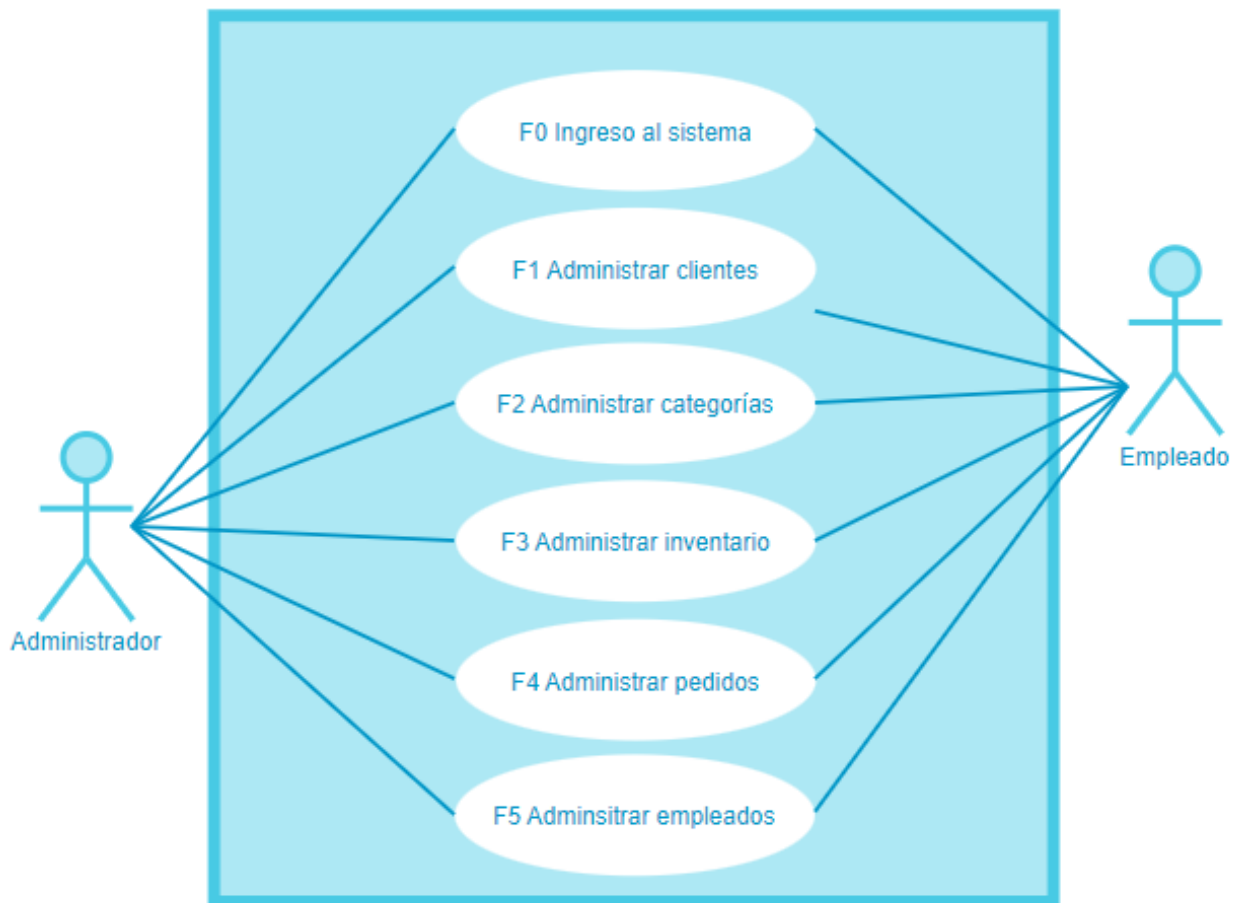 F0 Ingreso al sistema
F1 Administrar clientes
F2 Administrar categorías
F3 Administrar inventario
F4 Administrar pedidos
F5 Adminsitrar empleados
Administrador
Empleado